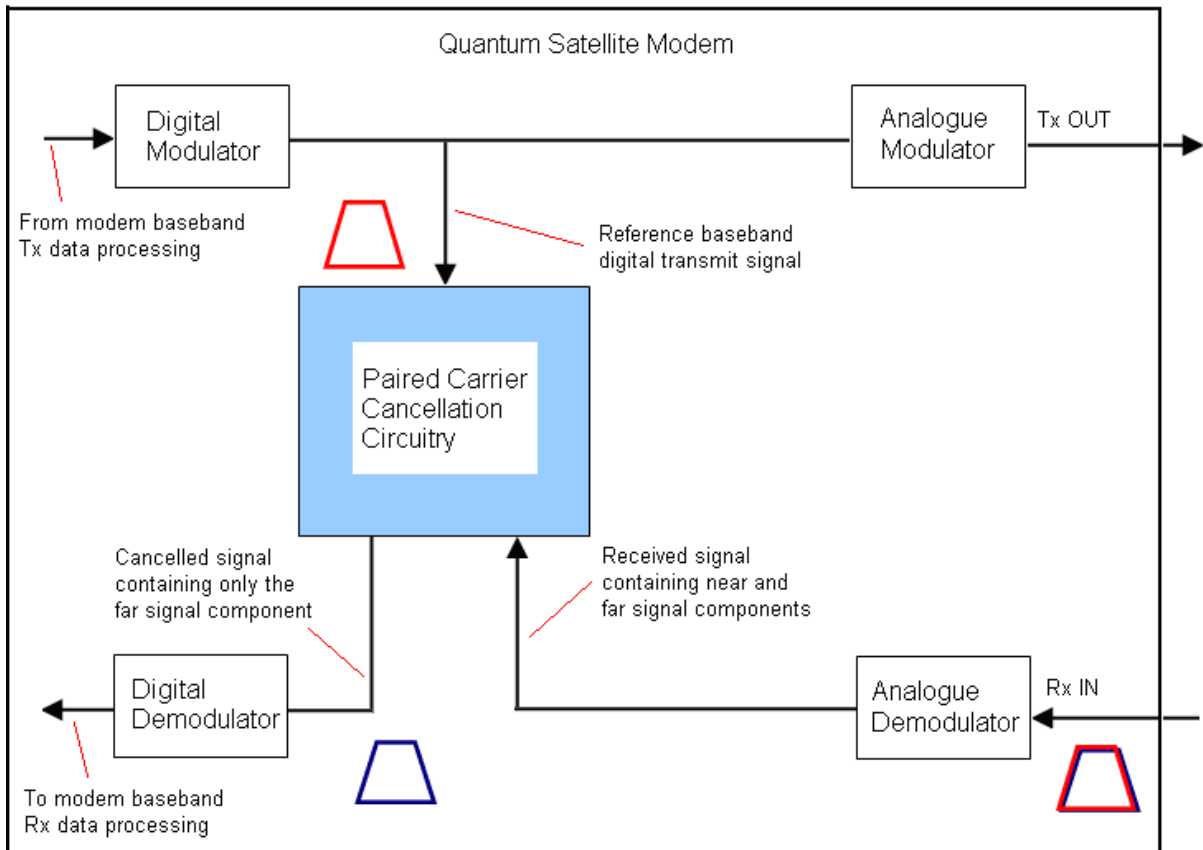 Quantum Satellite Modem
Digital
Modulator
Analogue
Modulator
Tx OUT
From modem baseband
Tx data processing
Reference baseband
digital transmit signal
Paired Carrier
Cancellation
Circuitry
Cancelled signal
containing only the
far signal component
Received signal
containing near and
far signal components
Digital
Demodulator
Analogue
Demodulator
Rx IN
To modem baseband
Rx data processing